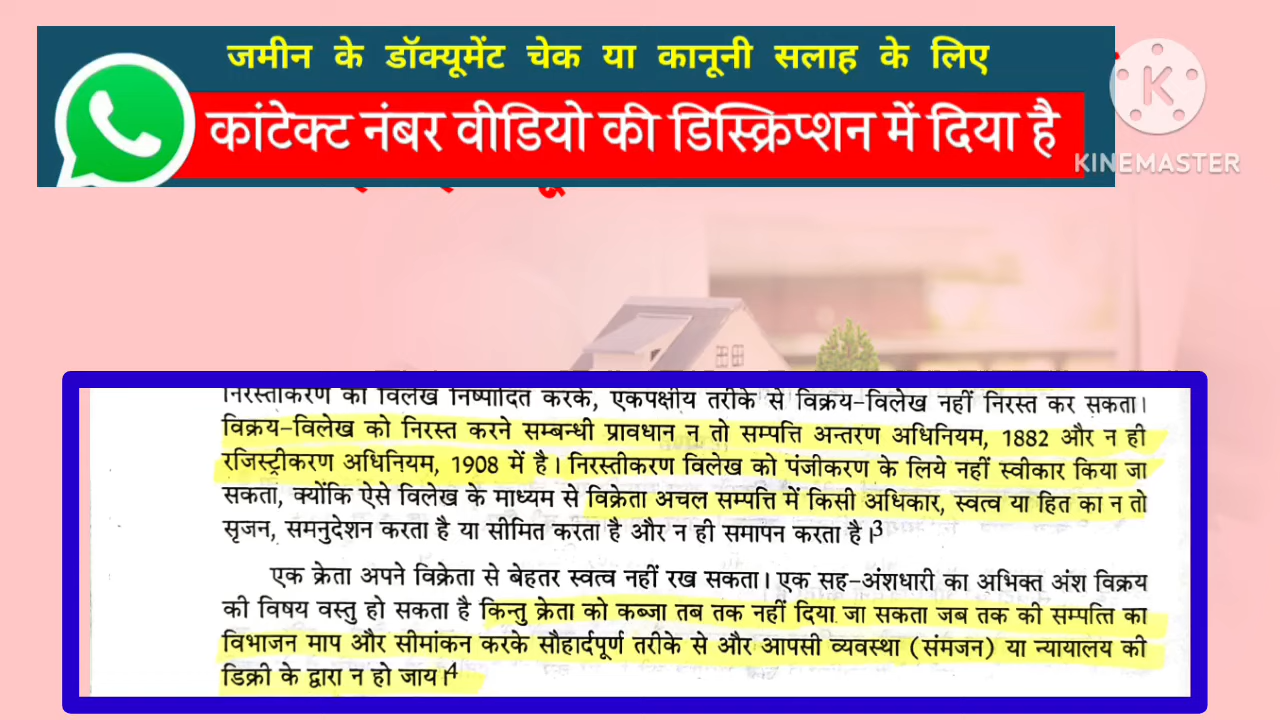 जमीन के डॉक्यूमेंट चेक या कानूनी सलाह के लिए
कांटेक्ट नंबर वीडियो की डिस्क्रिप्शन में दिया है
KINEMASTER
निरस्तीकरण का विलेख निष्पादित करके, एकपक्षीय तरीके से विक्रय-विलेख नहीं निरस्त कर सकता।
विक्रय-विलेख को निरस्त करने सम्बन्धी प्रावधान न तो सम्पत्ति अन्तरण अधिनियम, 1882 और न ही
रजिस्ट्रीकरण अधिनियम, 1908 में है। निरस्तीकरण विलेख को पंजीकरण के लिये नहीं स्वीकार किया जा
सकता, क्योंकि ऐसे विलेख के माध्यम से विक्रेता अचल सम्पत्ति में किसी अधिकार, स्वत्व या हित का न तो
सृजन, समनुदेशन करता है या सीमित करता है और न ही समापन करता है।3
एक क्रेता अपने विक्रेता से बेहतर स्वत्व नहीं रख सकता। एक सह-अंशधारी का अभिक्त अंश विक्रय
की विषय वस्तु हो सकता है किन्तु क्रेता को कब्जा तब तक नहीं दिया जा सकता जब तक की सम्पत्ति का
विभाजन माप और सीमांकन करके सौहार्दपूर्ण तरीके से और आपसी व्यवस्था (संमजन) या न्यायालय की
डिक्री के द्वारा न हो जाय।4